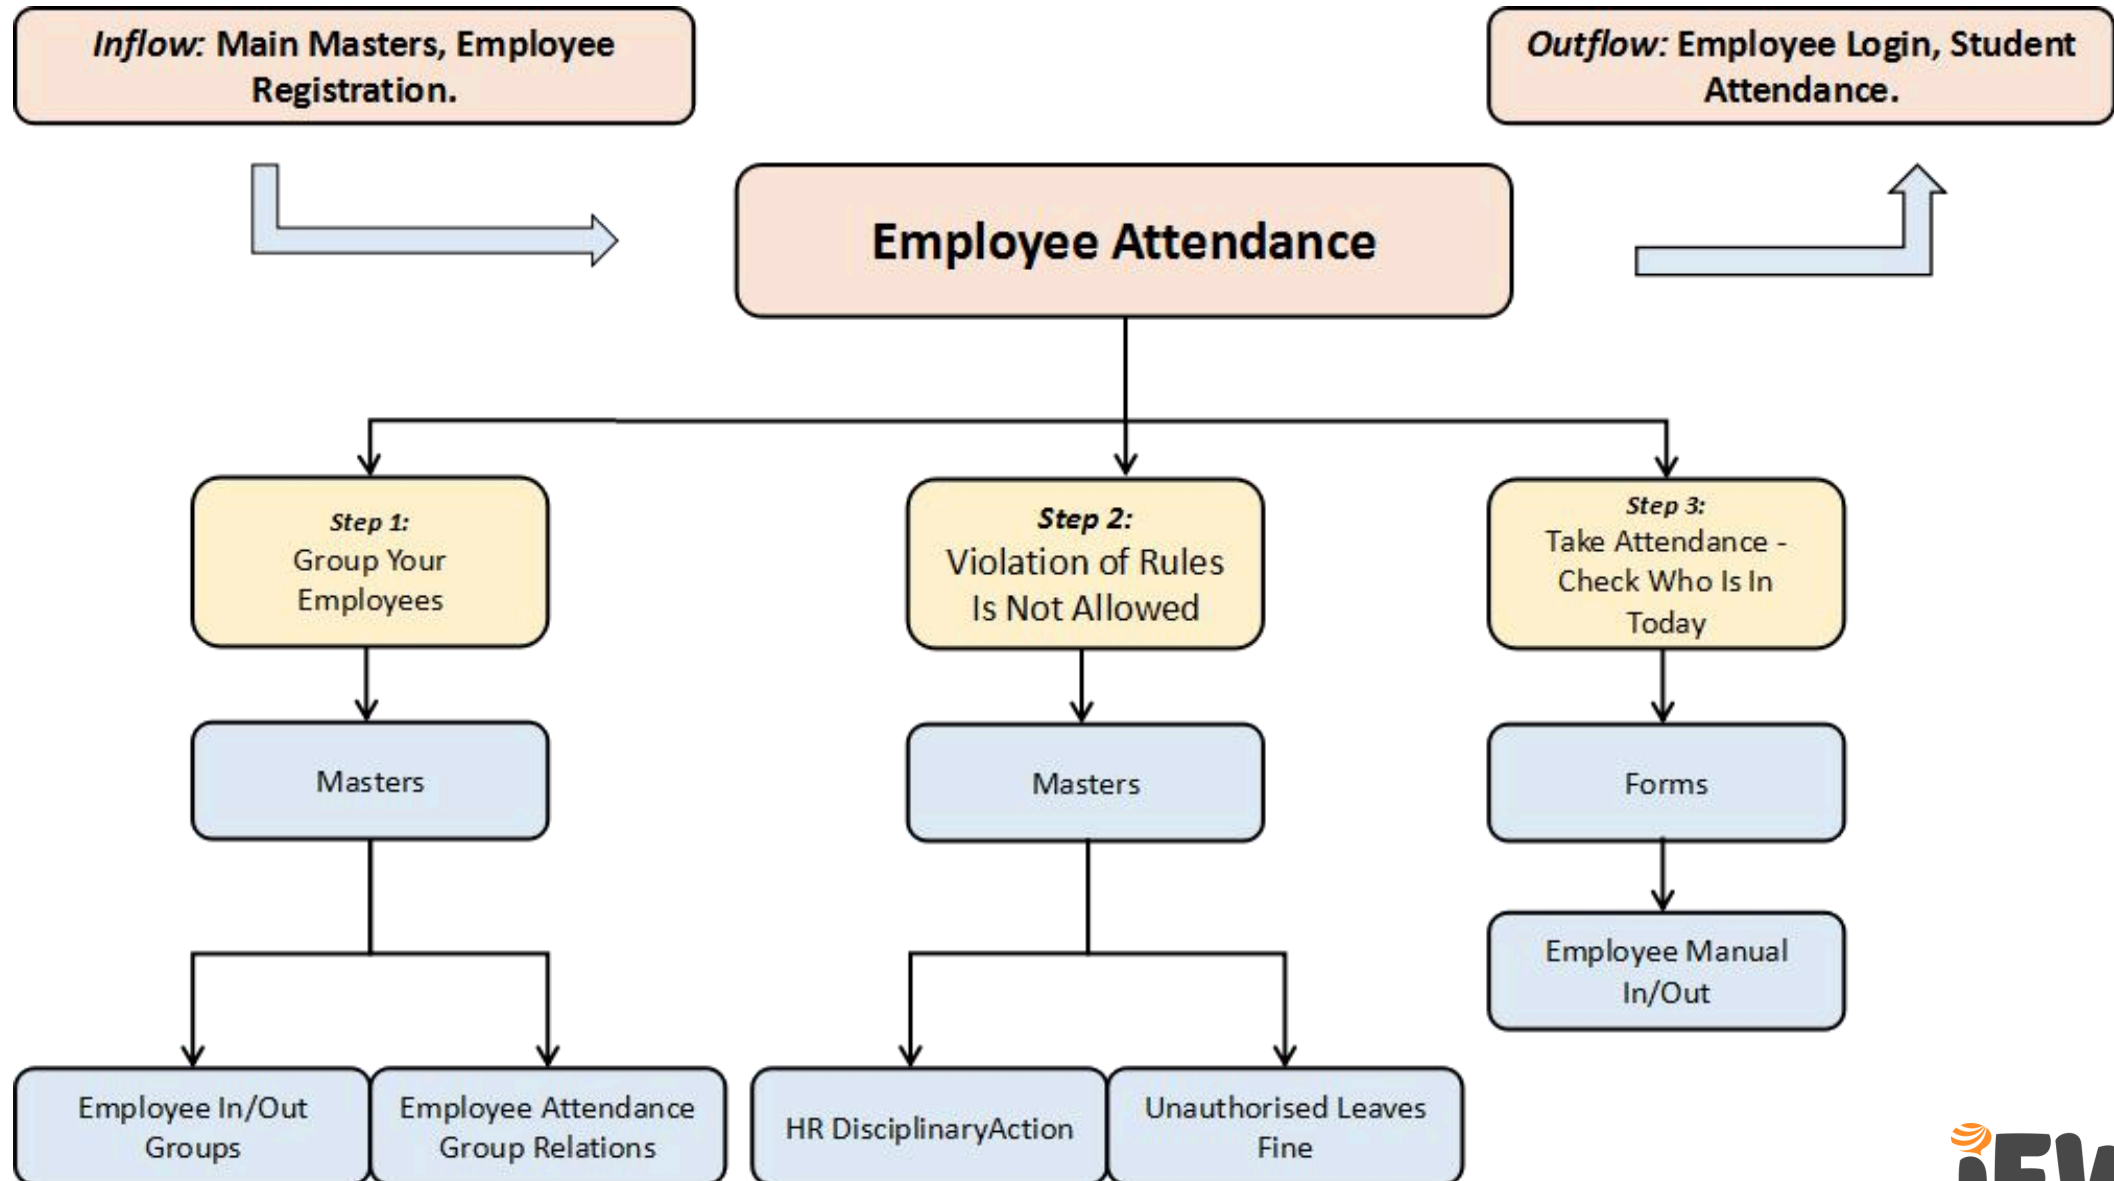 Inflow: Main Masters, Employee
Registration.
Outflow: Employee Login, Student
Attendance.
Employee Attendance
Step 1:
Group Your
Employees
Step 2:
Violation of Rules
Is Not Allowed
Step 3:
Take Attendance -
Check Who Is In
Today
Masters
Masters
Forms
Employee Manual
In/Out
Employee In/Out
Groups
Employee Attendance
Group Relations
HR DisciplinaryAction
Unauthorised Leaves
Fine